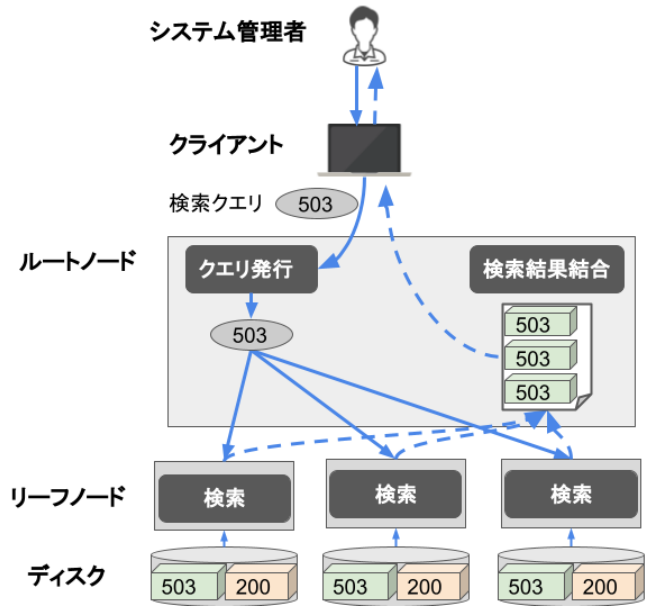 システム管理者
クライアント
検索クエリ 503
ルートノード
クエリ発行
検索結果結合
503
503
503
503
リーフノード
検索
検索
検索
ディスク
503 200
503 200
503 200